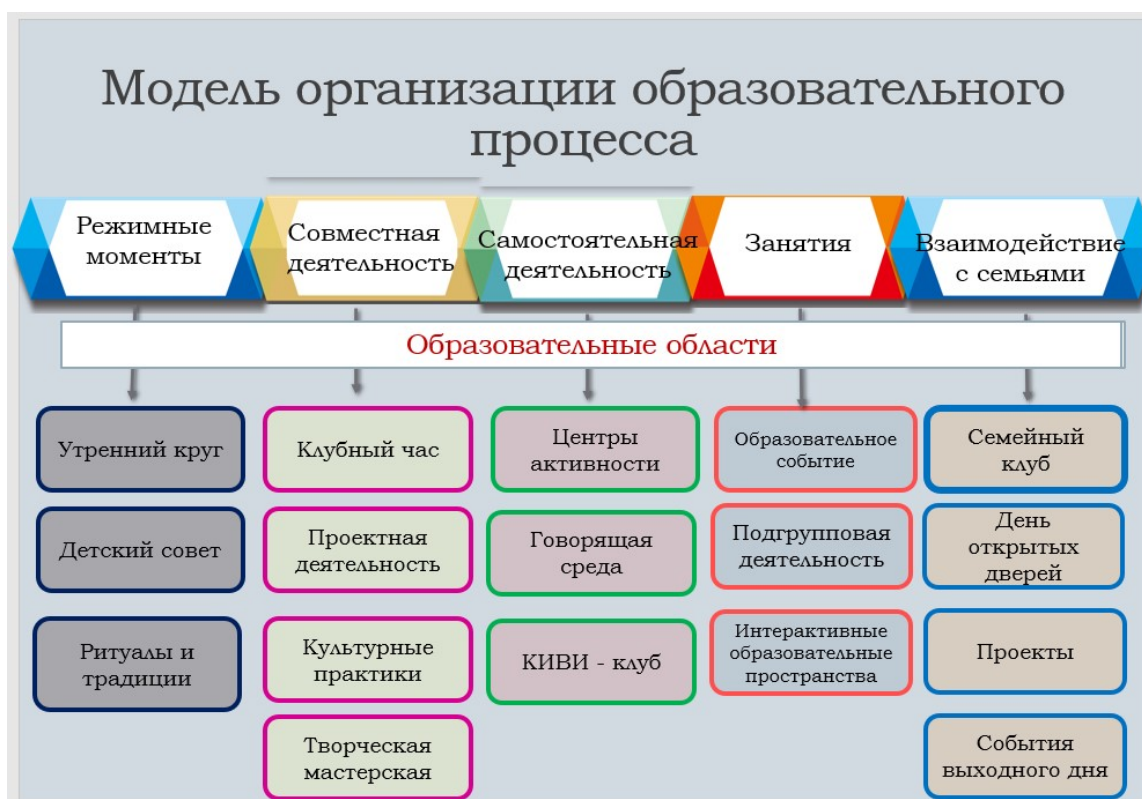 Модель организации образовательного
процесса
Режимные
моменты
Совместная
деятельность
Самостоятельная
деятельность
Занятия
Взаимодействие
с семьями
Образовательные области
Утренний круг
Детский совет
Ритуалы и
традиции
Клубный час
Проектная
деятельность
Культурные
практики
Творческая
мастерская
Центры
активности
Говорящая
среда
КИВИ - клуб
Образовательное
событие
Подгрупповая
деятельность
Интерактивные
образовательные
пространства
Семейный
клуб
День
открытых
дверей
Проекты
События
выходного дня